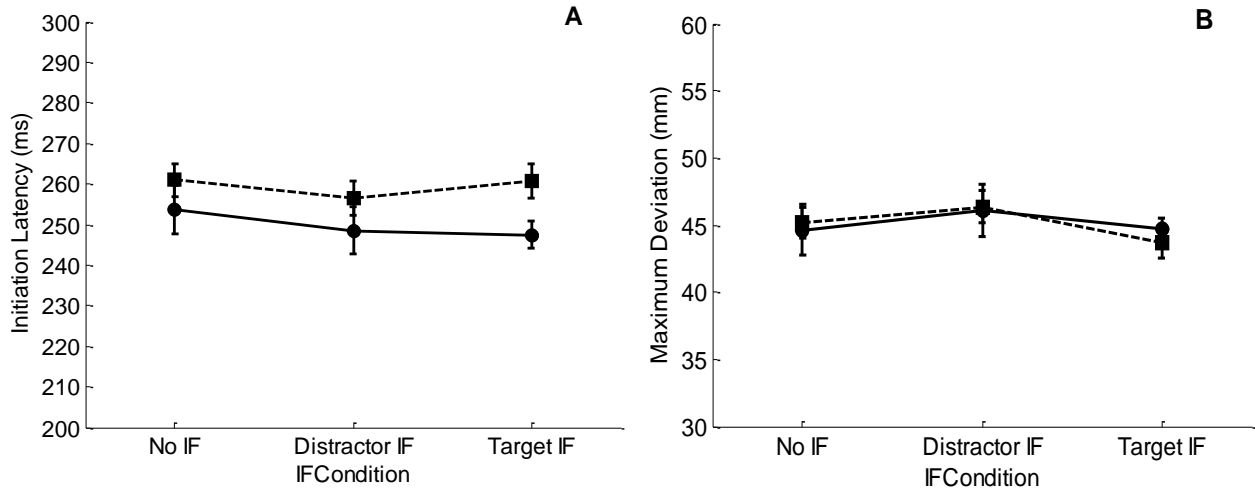 A
Initiation Latency (ms)
300
290
280
270
260
250
240
230
220
210
200
No IF
Distractor IF
Target IF
IFCondition
B
Maximum Deviation (mm)
60
55
50
45
40
35
30
No IF
Distractor IF
Target IF
IFCondition